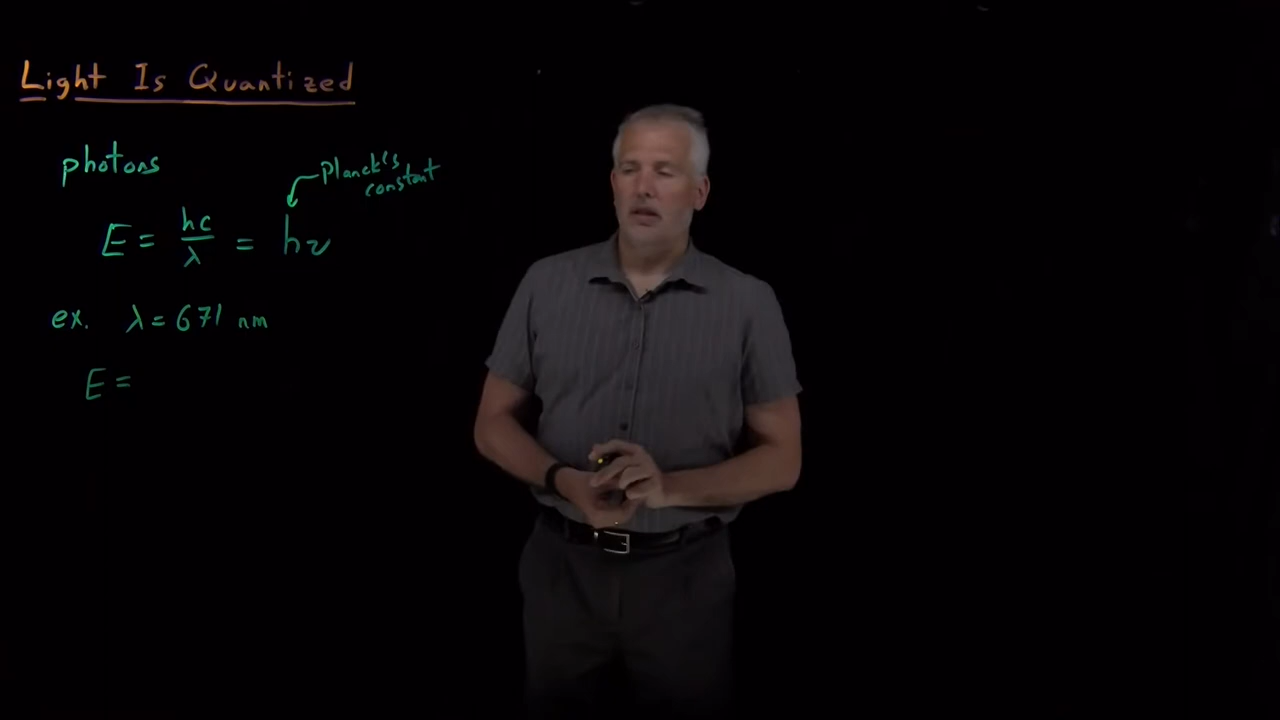 Light Is Quantized
photons
Planck's
constant
E = hc/λ = hν
ex. λ = 671 nm
E =